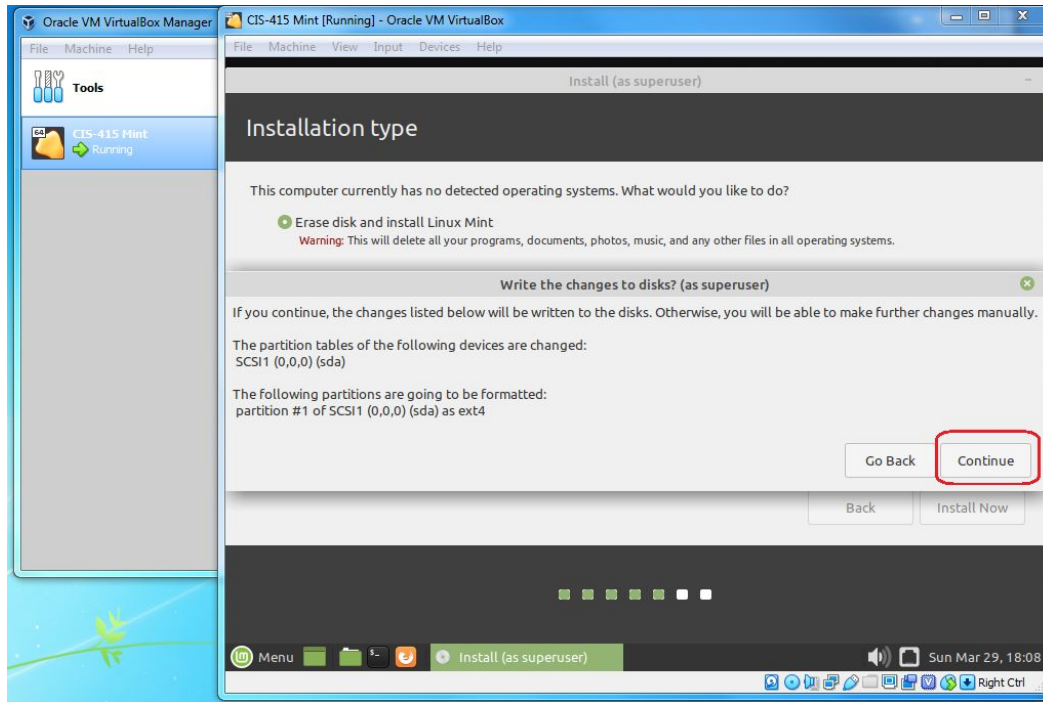 Oracle VM VirtualBox Manager
File Machine Help
Tools
64
CIS-415 Mint
Running
CIS-415 Mint [Running] - Oracle VM VirtualBox
File Machine View Input Devices Help
Install (as superuser)
Installation type
This computer currently has no detected operating systems. What would you like to do?
Erase disk and install Linux Mint
Warning: This will delete all your programs, documents, photos, music, and any other files in all operating systems.
Write the changes to disks? (as superuser)
If you continue, the changes listed below will be written to the disks. Otherwise, you will be able to make further changes manually.
The partition tables of the following devices are changed:
SCSI1 (0,0,0) (sda)
The following partitions are going to be formatted:
partition #1 of SCSI1 (0,0,0) (sda) as ext4
Go Back Continue
Back Install Now
Menu Install (as superuser) Sun Mar 29, 18:08
Right Ctrl